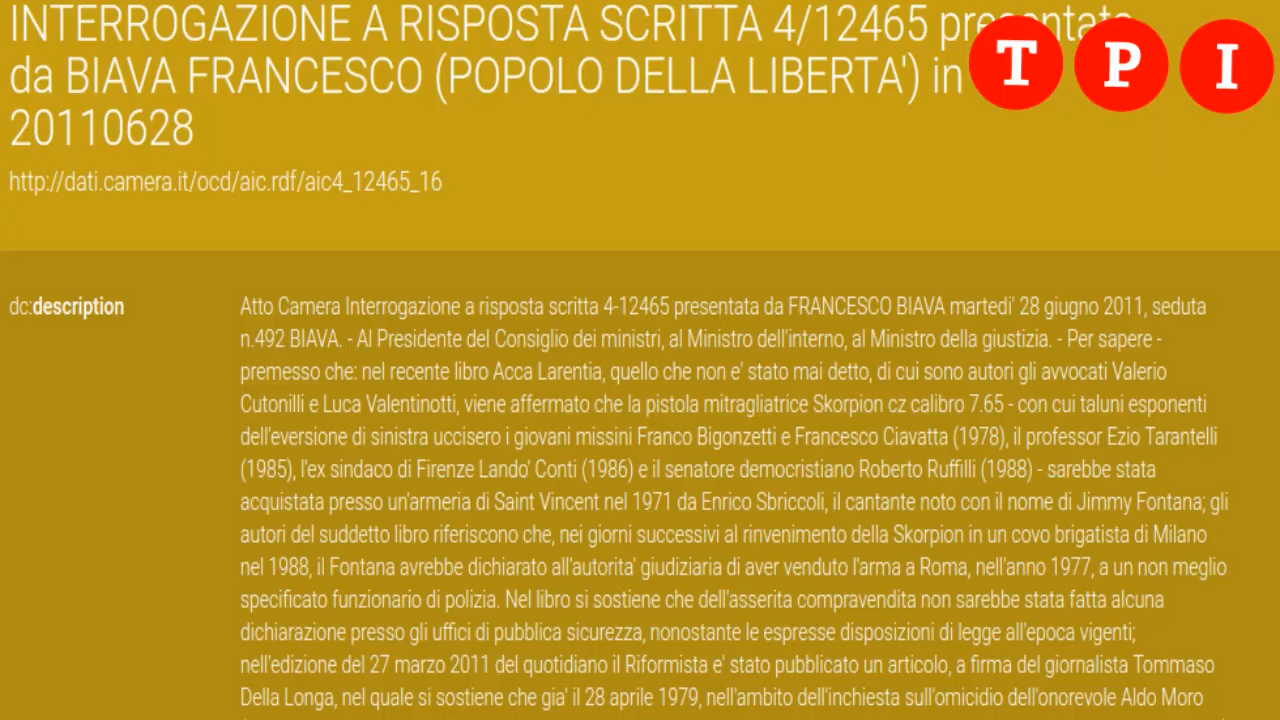 INTERROGAZIONE A RISPOSTA SCRITTA 4/12465 presentata
da BIAVA FRANCESCO (POPOLO DELLA LIBERTA') in
20110628
T P I
http://dati.camera.it/ocd/aic.rdf/aic4_12465_16
dc:description
Atto Camera Interrogazione a risposta scritta 4-12465 presentata da FRANCESCO BIAVA martedi' 28 giugno 2011, seduta
n.492 BIAVA. - Al Presidente del Consiglio dei ministri, al Ministro dell'interno, al Ministro della giustizia. - Per sapere -
premesso che: nel recente libro Acca Larentia, quello che non e' stato mai detto, di cui sono autori gli avvocati Valerio
Cutonilli e Luca Valentinotti, viene affermato che la pistola mitragliatrice Skorpion cz calibro 7.65 - con cui taluni esponenti
dell'eversione di sinistra uccisero i giovani missini Franco Bigonzetti e Francesco Ciavatta (1978), il professor Ezio Tarantelli
(1985), l'ex sindaco di Firenze Lando' Conti (1986) e il senatore democristiano Roberto Ruffilli (1988) - sarebbe stata
acquistata presso un'armeria di Saint Vincent nel 1971 da Enrico Sbriccoli, il cantante noto con il nome di Jimmy Fontana; gli
autori del suddetto libro riferiscono che, nei giorni successivi al rinvenimento della Skorpion in un covo brigatista di Milano
nel 1988, il Fontana avrebbe dichiarato all'autorita' giudiziaria di aver venduto l'arma a Roma, nell'anno 1977, a un non meglio
specificato funzionario di polizia. Nel libro si sostiene che dell'asserita compravendita non sarebbe stata fatta alcuna
dichiarazione presso gli uffici di pubblica sicurezza, nonostante le espresse disposizioni di legge all'epoca vigenti;
nell'edizione del 27 marzo 2011 del quotidiano il Riformista e' stato pubblicato un articolo, a firma del giornalista Tommaso
Della Longa, nel quale si sostiene che gia' il 28 aprile 1979, nell'ambito dell'inchiesta sull'omicidio dell'onorevole Aldo Moro